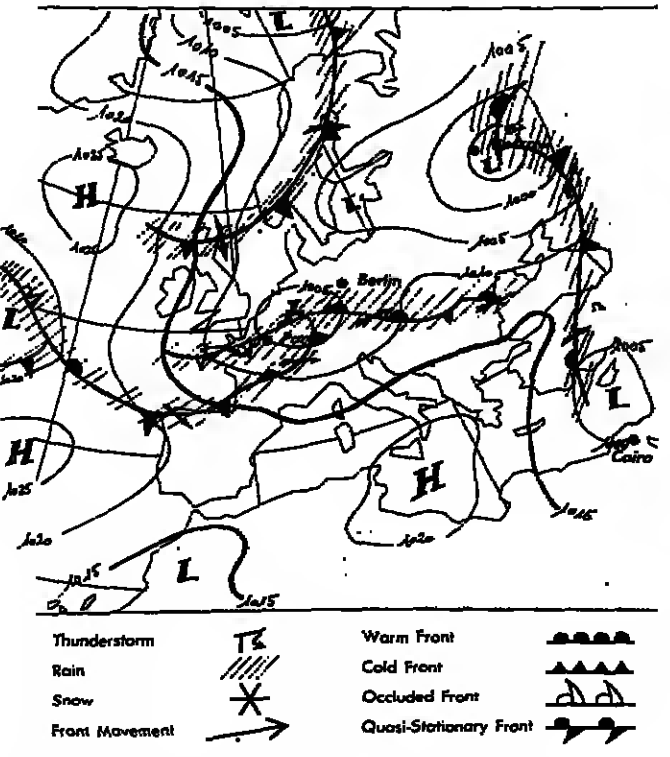 1005
L
1010
1015
1005
1020
L
1025
H
1000
L
1020
1005
1010
1005
Berlin
L
L
1005
L
H
Cairo
1025
H
1015
1020
1020
1015
L
1015
Thunderstorm
Warm Front
Rain
Cold Front
Snow
Occluded Front
Front Movement
Quasi-Stationary Front